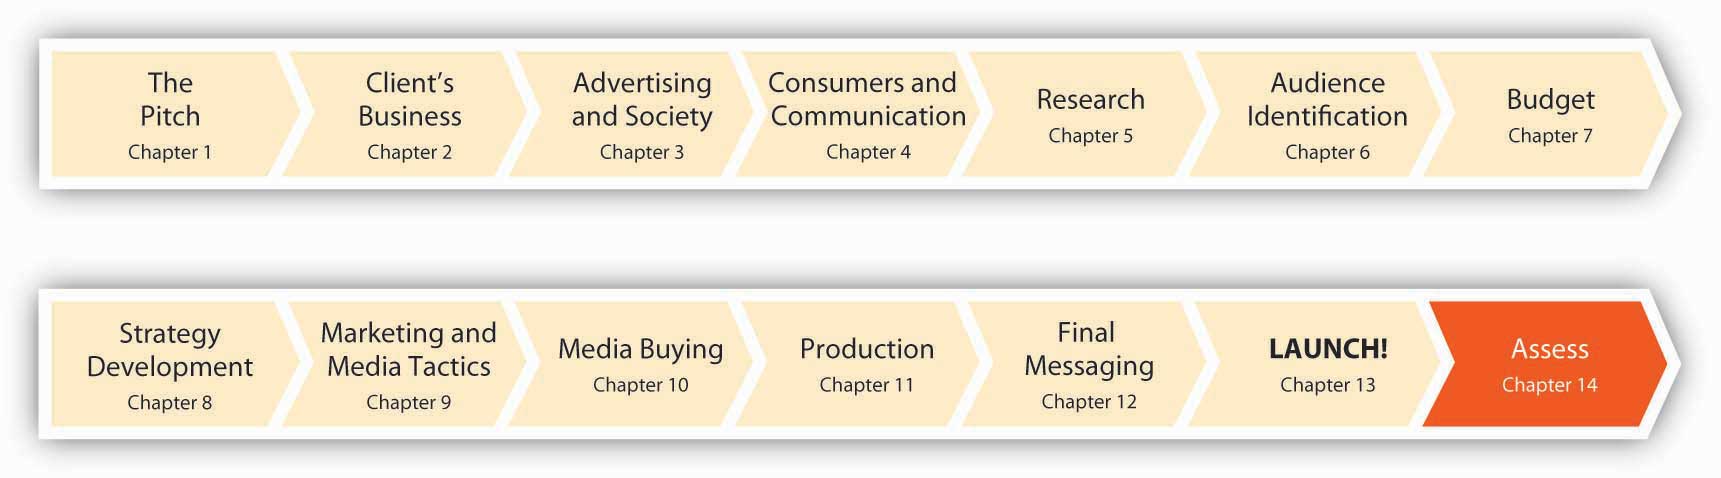 The
Pitch
Chapter 1
Client’s
Business
Chapter 2
Advertising
and Society
Chapter 3
Consumers and
Communication
Chapter 4
Research
Chapter 5
Audience
Identification
Chapter 6
Budget
Chapter 7
Strategy
Development
Chapter 8
Marketing and
Media Tactics
Chapter 9
Media Buying
Chapter 10
Production
Chapter 11
Final
Messaging
Chapter 12
LAUNCH!
Chapter 13
Assess
Chapter 14